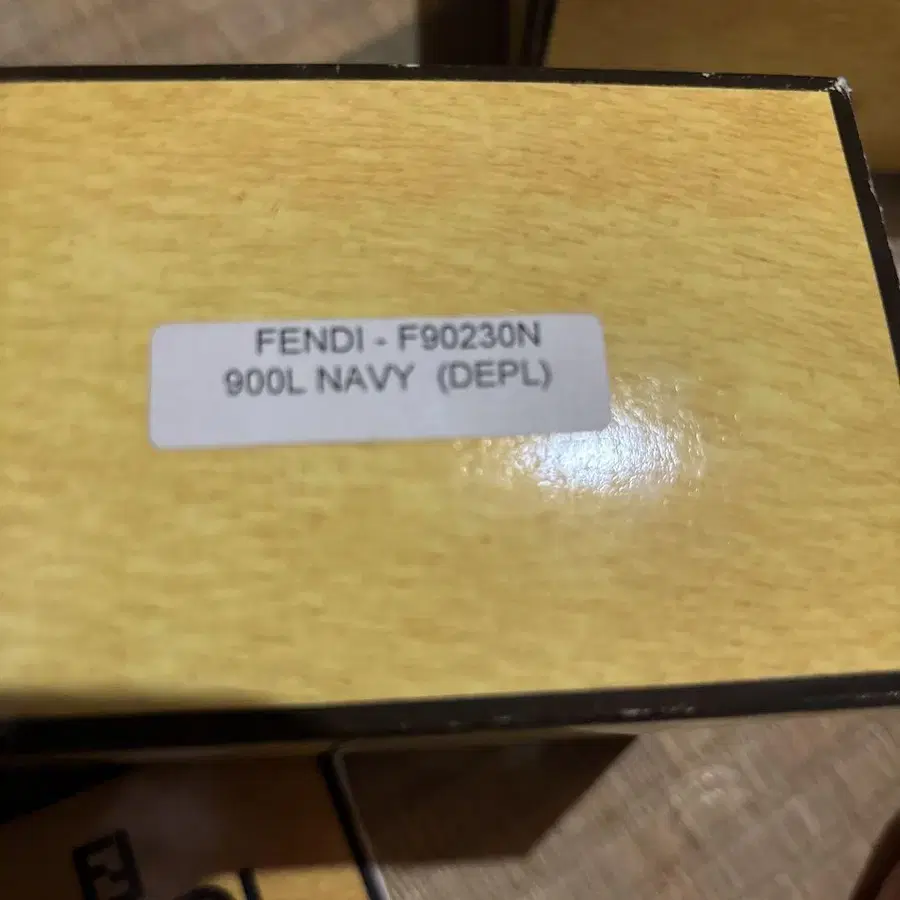 FENDI - F90230N
900L NAVY (DEPL)